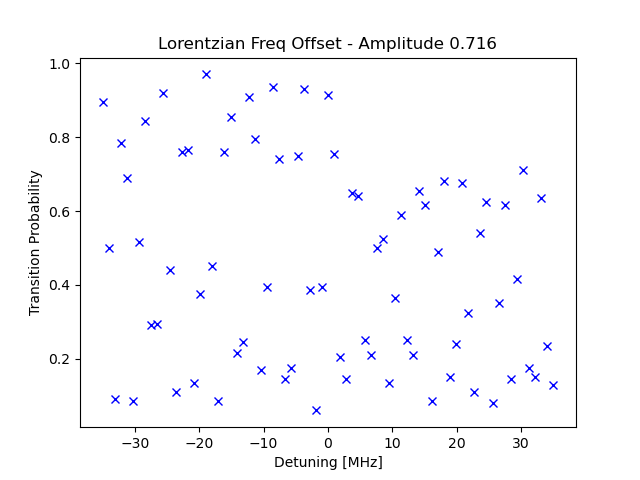 Lorentzian Freq Offset - Amplitude 0.716
1.0
0.8
0.6
0.4
0.2
Transition Probability
−30 −20 −10 0 10 20 30
Detuning [MHz]